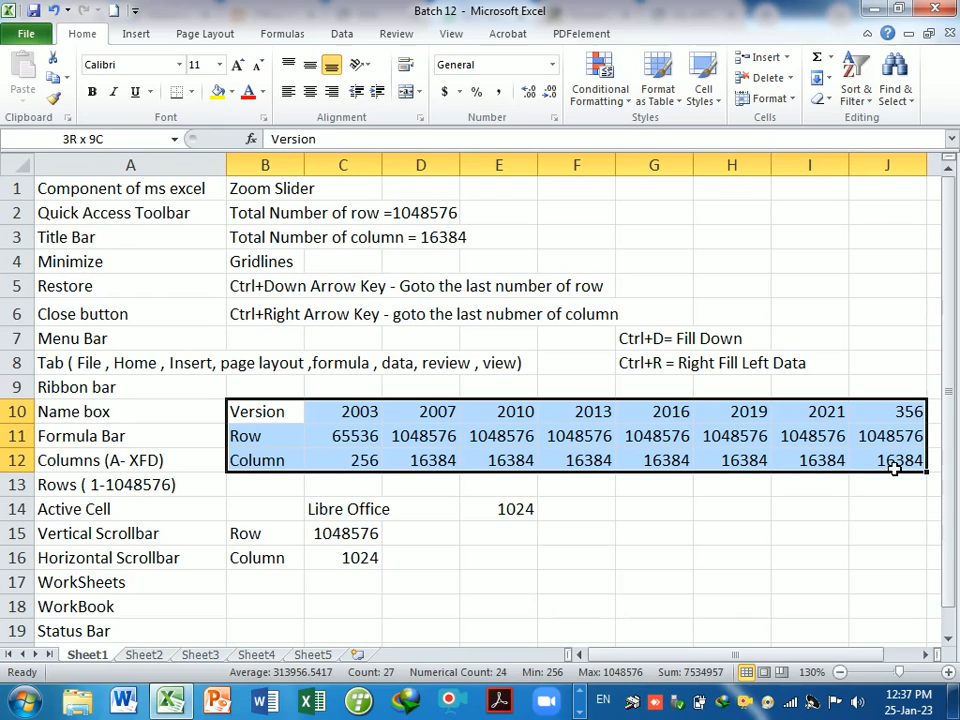 Batch 12 - Microsoft Excel
File Home Insert Page Layout Formulas Data Review View Acrobat PDFelement
Paste
Clipboard
Calibri 11
B I U A
Font
Alignment
General
$ % ,
Number
Conditional Formatting
Format as Table
Cell Styles
Styles
Insert
Delete
Format
Cells
Sort & Filter
Find & Select
Editing
3R x 9C fx Version
A B C D E F G H I J
1 Component of ms excel Zoom Slider
2 Quick Access Toolbar Total Number of row =1048576
3 Title Bar Total Number of column = 16384
4 Minimize Gridlines
5 Restore Ctrl+Down Arrow Key - Goto the last number of row
6 Close button Ctrl+Right Arrow Key - goto the last nubmer of column
7 Menu Bar Ctrl+D= Fill Down
8 Tab ( File , Home , Insert, page layout ,formula , data, review , view) Ctrl+R = Right Fill Left Data
9 Ribbon bar
10 Name box Version 2003 2007 2010 2013 2016 2019 2021 356
11 Formula Bar Row 65536 1048576 1048576 1048576 1048576 1048576 1048576 1048576
12 Columns (A- XFD) Column 256 16384 16384 16384 16384 16384 16384 16384
13 Rows ( 1-1048576)
14 Active Cell Libre Office 1024
15 Vertical Scrollbar Row 1048576
16 Horizontal Scrollbar Column 1024
17 WorkSheets
18 WorkBook
19 Status Bar
Sheet1 Sheet2 Sheet3 Sheet4 Sheet5
Ready Average: 313956.5417 Count: 27 Numerical Count: 24 Min: 256 Max: 1048576 Sum: 7534957 130%
EN 12:37 PM
25-Jan-23